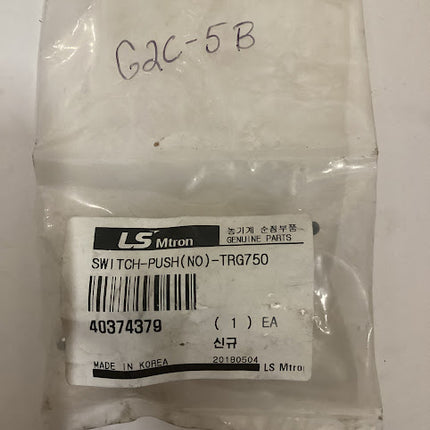 G2C-5B
LS Mtron
농기계 순정부품
GENUINE PARTS
SWITCH-PUSH(NO)-TRG750
40374379 ( 1 ) EA
신규
MADE IN KOREA 20180504 LS Mtron